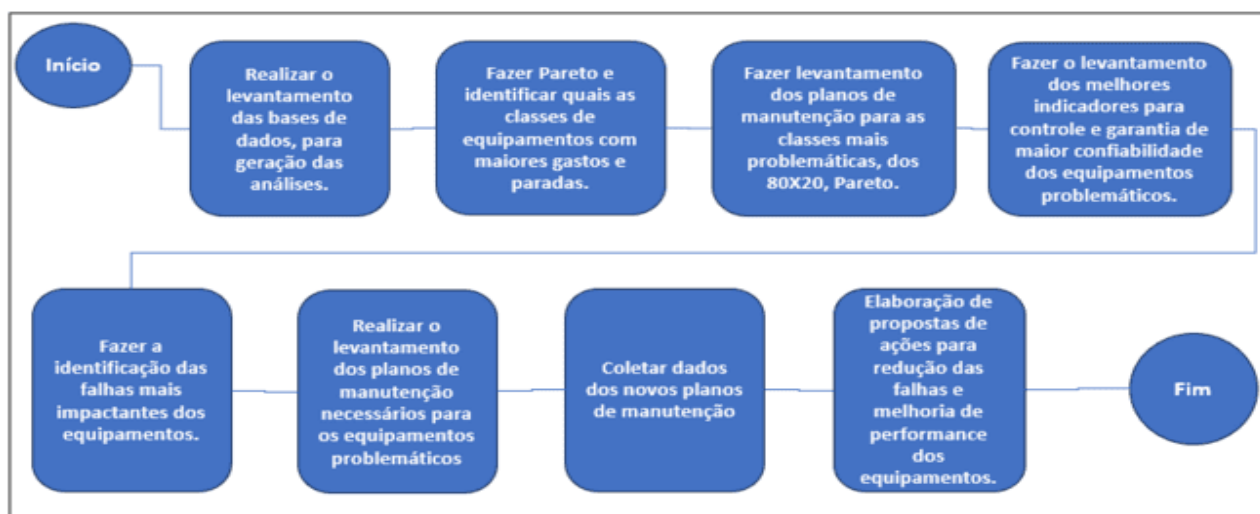 Início
Realizar o
levantamento
das bases de
dados, para
geração das
análises.
Fazer Pareto e
identificar quais as
classes de
equipamentos com
maiores gastos e
paradas.
Fazer levantamento
dos planos de
manutenção para as
classes mais
problemáticas, dos
80X20, Pareto.
Fazer o levantamento
dos melhores
indicadores para
controle e garantia de
maior confiabilidade
dos equipamentos
problemáticos.
Fazer a
identificação das
falhas mais
impactantes dos
equipamentos.
Realizar o
levantamento
dos planos de
manutenção
necessários para
os equipamentos
problemáticos
Coletar dados
dos novos planos
de manutenção
Elaboração de
propostas de
ações para
redução das
falhas e
melhoria de
performance
dos
equipamentos.
Fim